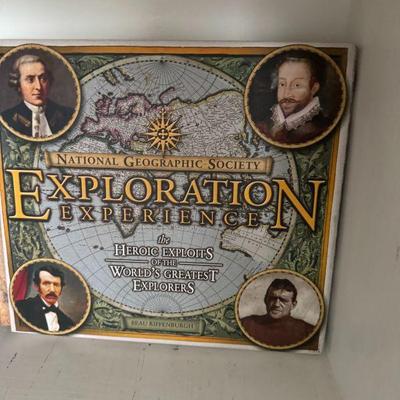 NATIONAL GEOGRAPHIC SOCIETY
EXPLORATION
EXPERIENCE
the
HEROIC EXPLOITS
OF THE
WORLD'S GREATEST
EXPLORERS
BEAU RIFFENBURGH